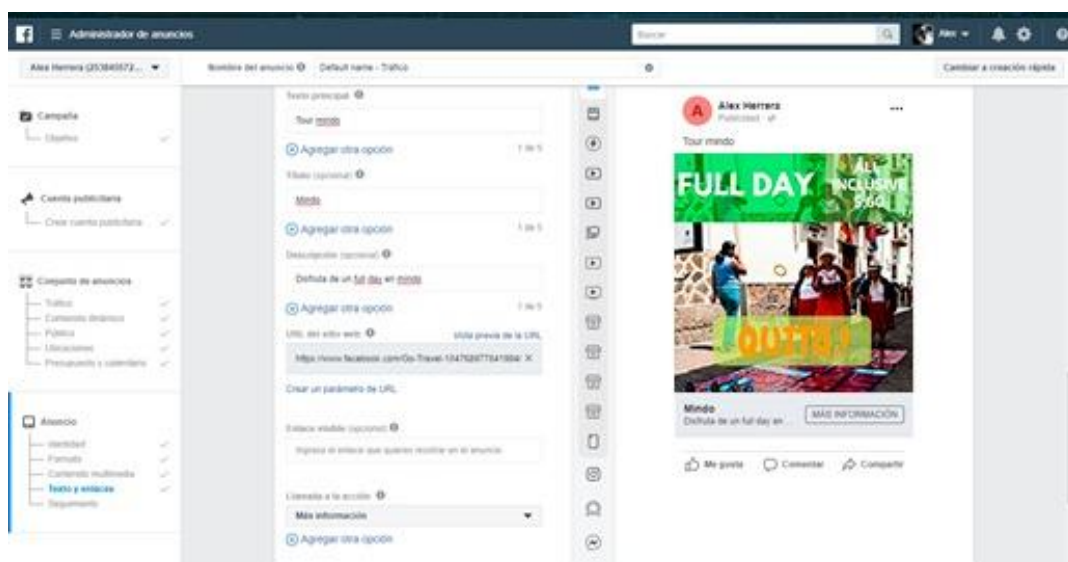 Administrador de anuncios
Buscar
Alex
Alex Herrera (253845572...
Nombre del anuncio
Default name - Tráfico
Cambiar a creación rápida
Campaña
Objetivo
Cuenta publicitaria
Crear cuenta publicitaria
Conjunto de anuncios
Tráfico
Contenido dinámico
Público
Ubicaciones
Presupuesto y calendario
Anuncio
Identidad
Formato
Contenido multimedia
Texto y enlaces
Seguimiento
Texto principal
Tour mindo
Agregar otra opción
1 de 5
Título (opcional)
Mindo
Agregar otra opción
1 de 5
Descripción (opcional)
Disfruta de un full day en mindo
Agregar otra opción
1 de 5
URL del sitio web
Vista previa de la URL
Crear un parámetro de URL
Enlace visible (opcional)
Ingresa el enlace que quieres mostrar en el anuncio
Llamada a la acción
Más información
Agregar otra opción
A
Alex Herrera
Publicidad
Tour mindo
FULL DAY
ALL
INCLUSIVE
$60
QUITO !
Mindo
Disfruta de un full day en ...
MÁS INFORMACIÓN
Me gusta
Comentar
Compartir